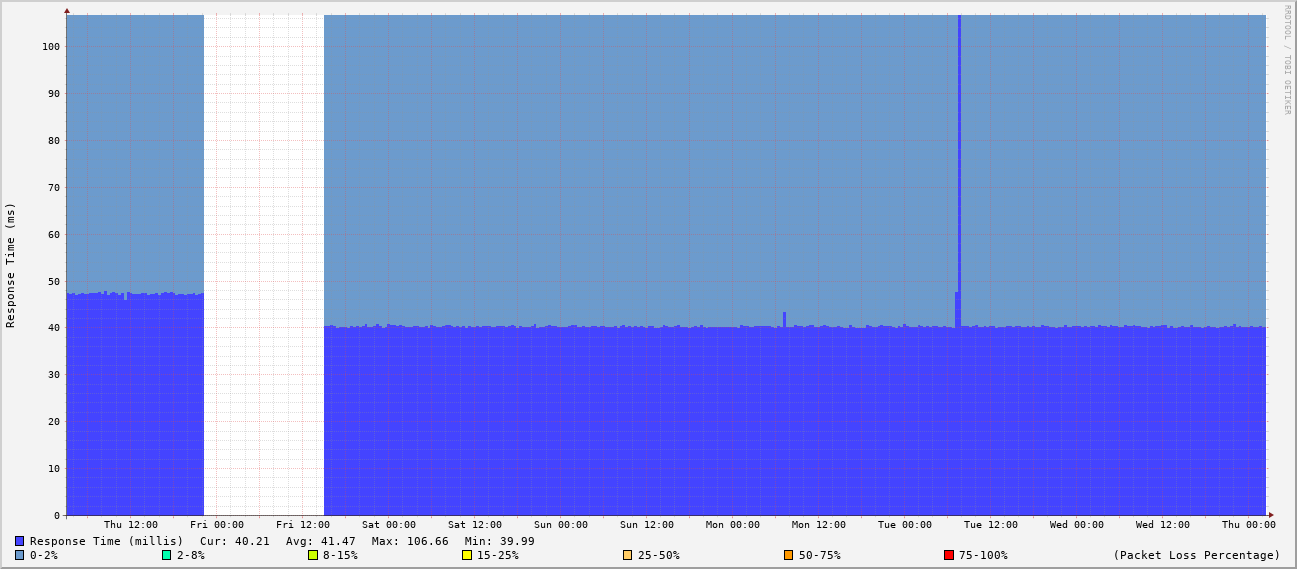 RRDTOOL / TOBI OETIKER
Response Time (ms)
100
90
80
70
60
50
40
30
20
10
0
Thu 12:00 Fri 00:00 Fri 12:00 Sat 00:00 Sat 12:00 Sun 00:00 Sun 12:00 Mon 00:00 Mon 12:00 Tue 00:00 Tue 12:00 Wed 00:00 Wed 12:00 Thu 00:00
Response Time (millis) Cur: 40.21 Avg: 41.47 Max: 106.66 Min: 39.99
0-2% 2-8% 8-15% 15-25% 25-50% 50-75% 75-100% (Packet Loss Percentage)